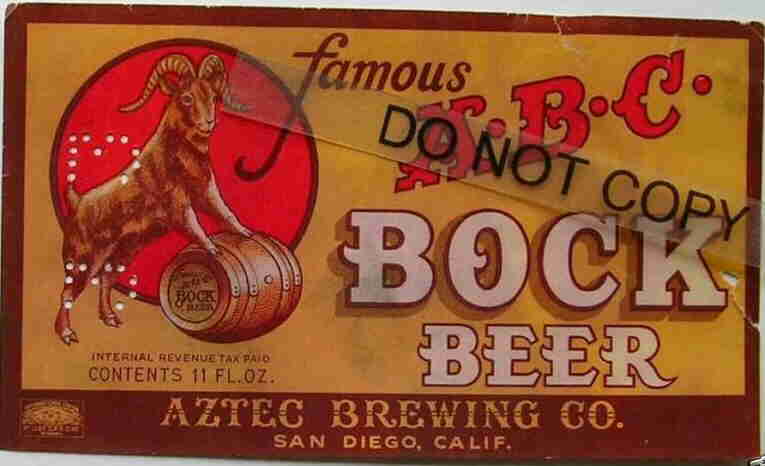 famous A.B.C.
DO NOT COPY
BOCK
BEER
BOCK
BEER
INTERNAL REVENUE TAX PAID
CONTENTS 11 FL.OZ.
AZTEC BREWING CO.
SAN DIEGO, CALIF.